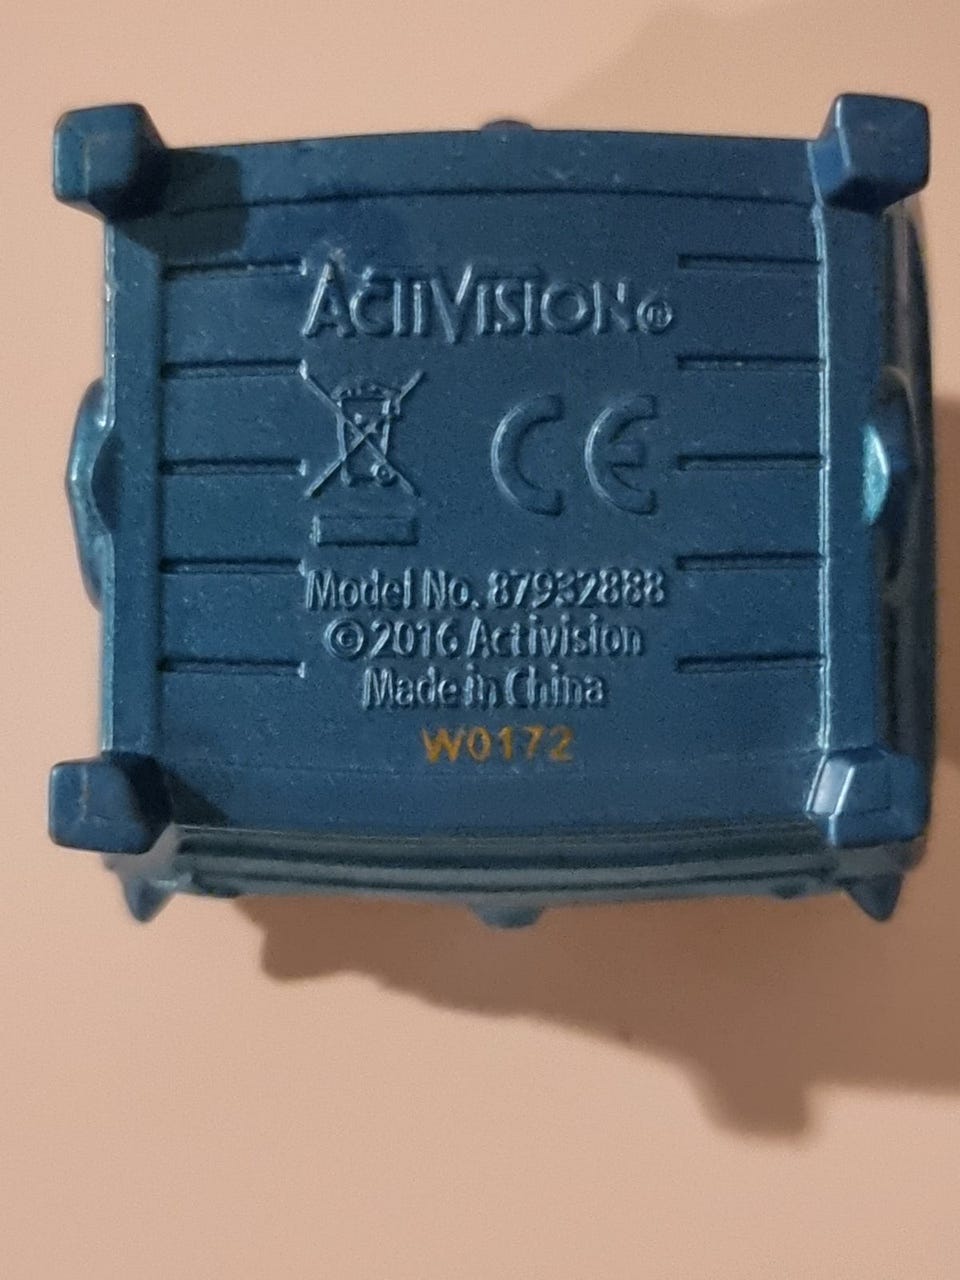 ACTIVISION®
CE
Model No. 87932888
©2016 Activision
Made in China
W0172